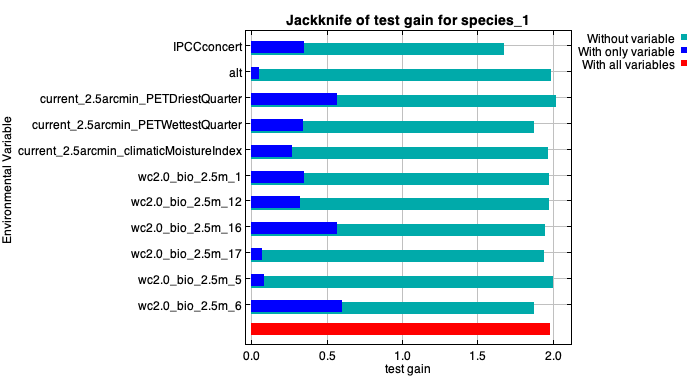 Jackknife of test gain for species_1
Without variable
With only variable
With all variables
Environmental Variable
IPCCconcert
alt
current_2.5arcmin_PETDriestQuarter
current_2.5arcmin_PETWettestQuarter
current_2.5arcmin_climaticMoistureIndex
wc2.0_bio_2.5m_1
wc2.0_bio_2.5m_12
wc2.0_bio_2.5m_16
wc2.0_bio_2.5m_17
wc2.0_bio_2.5m_5
wc2.0_bio_2.5m_6
0.0 0.5 1.0 1.5 2.0
test gain